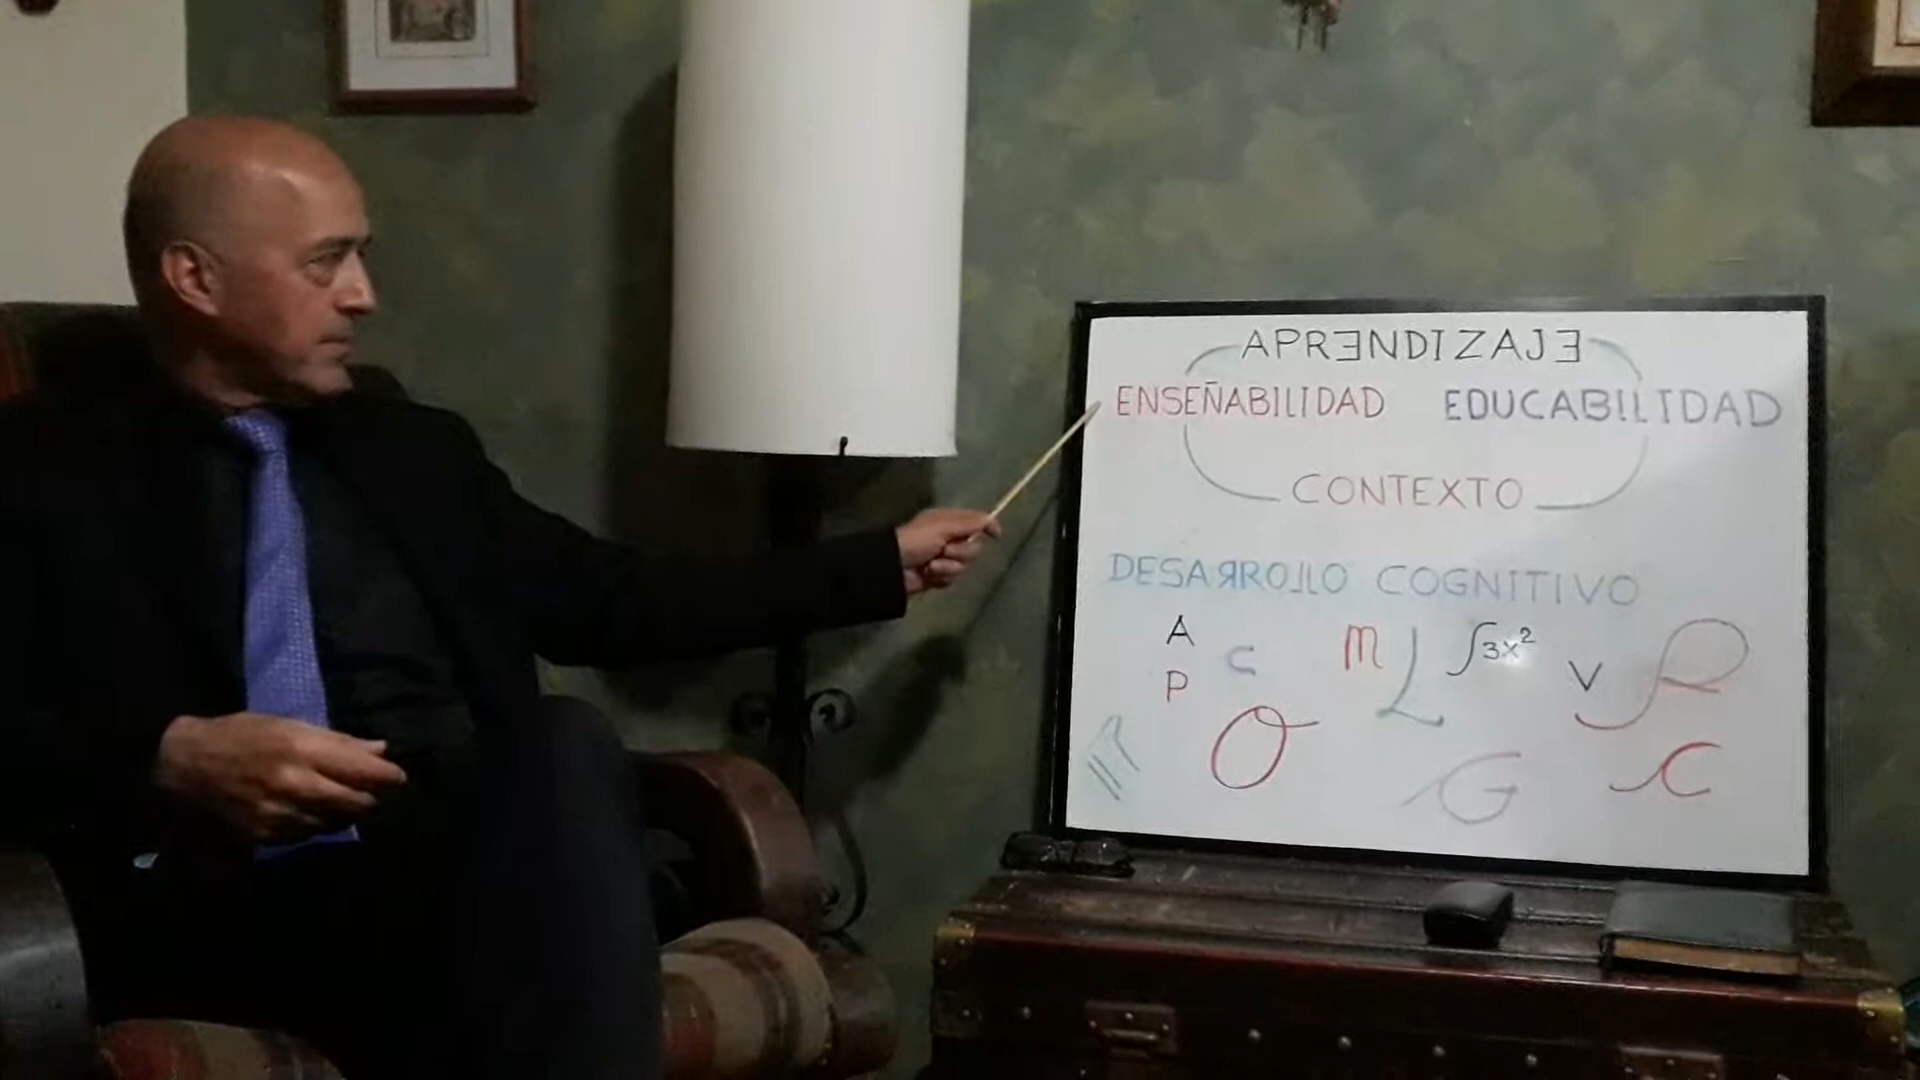 APRENDIZAJE
ENSEÑABILIDAD EDUCABILIDAD
CONTEXTO
DESARROLLO COGNITIVO
A C M L ∫3x² V
P
O G C